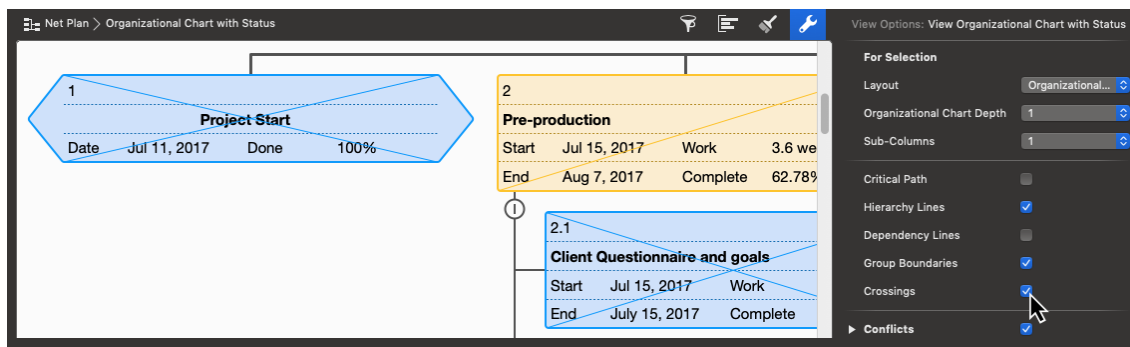 Net Plan > Organizational Chart with Status
1
Project Start
Date Jul 11, 2017 Done 100%
2
Pre-production
Start Jul 15, 2017 Work 3.6 we
End Aug 7, 2017 Complete 62.78%
2.1
Client Questionnaire and goals
Start Jul 15, 2017 Work
End July 15, 2017 Complete
View Options: View Organizational Chart with Status
For Selection
Layout Organizational...
Organizational Chart Depth 1
Sub-Columns 1
Critical Path
Hierarchy Lines
Dependency Lines
Group Boundaries
Crossings
Conflicts